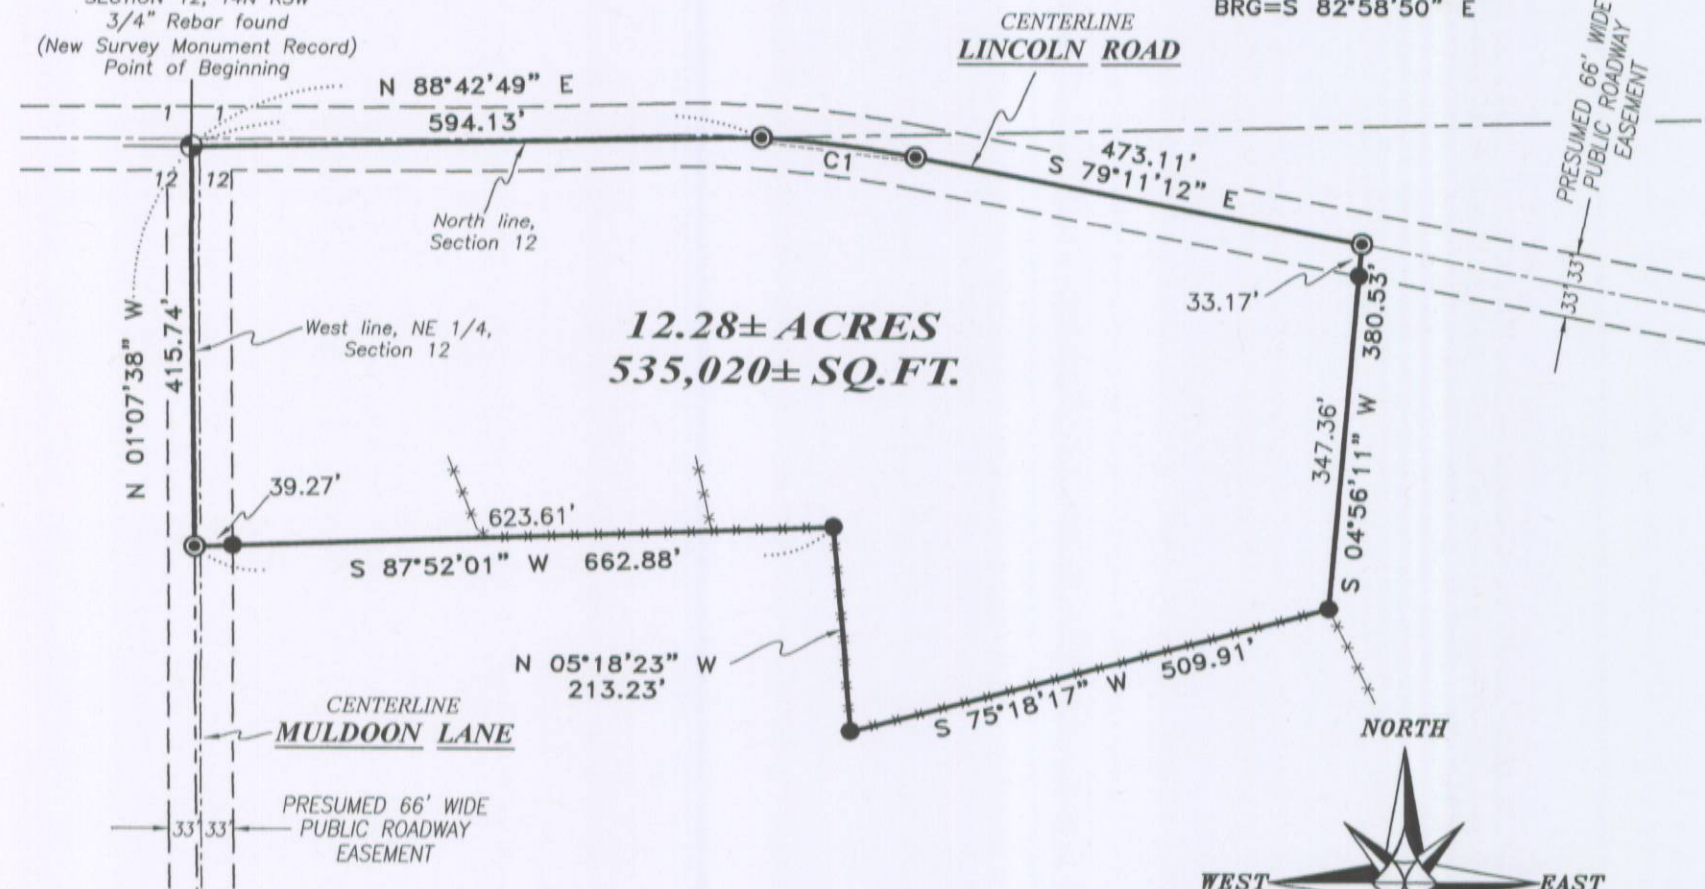 3/4" Rebar found
(New Survey Monument Record)
Point of Beginning
N 88°42'49" E
594.13'
CENTERLINE
LINCOLN ROAD
BRG=S 82°58'50" E
PRESUMED 66' WIDE
PUBLIC ROADWAY
EASEMENT
1 1
12 12
C1
473.11'
S 79°11'12" E
North line,
Section 12
33' 33'
33.17'
380.53'
N 01°07'38" W
415.74'
West line, NE 1/4,
Section 12
12.28± ACRES
535,020± SQ.FT.
347.36'
S 04°56'11" W
39.27'
623.61'
S 87°52'01" W 662.88'
N 05°18'23" W
213.23'
S 75°18'17" W 509.91'
CENTERLINE
MULDOON LANE
PRESUMED 66' WIDE
PUBLIC ROADWAY
EASEMENT
33' 33'
NORTH
WEST
EAST